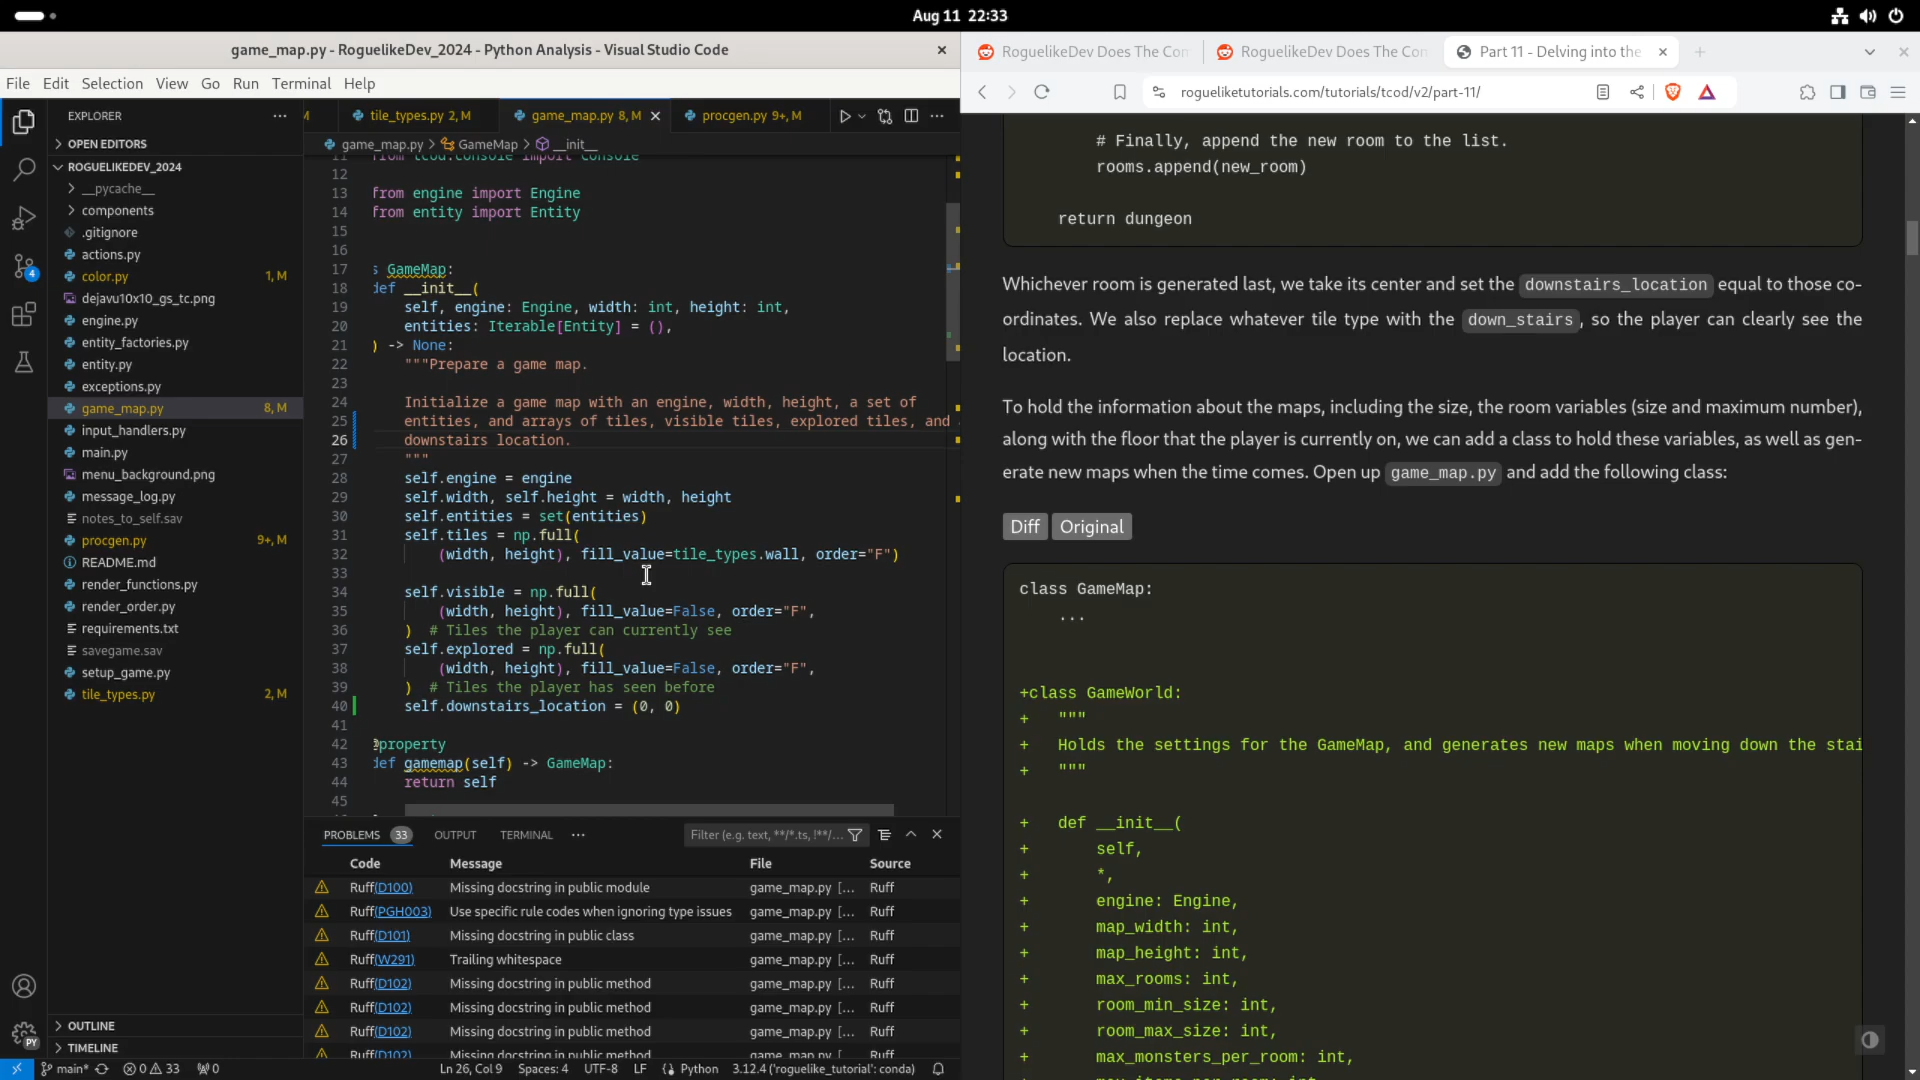 Aug 11 22:33
game_map.py - RoguelikeDev_2024 - Python Analysis - Visual Studio Code
File Edit Selection View Go Run Terminal Help
EXPLORER
OPEN EDITORS
ROGUELIKEDEV_2024
__pycache__
components
.gitignore
actions.py
color.py 1, M
dejavu10x10_gs_tc.png
engine.py
entity_factories.py
entity.py
exceptions.py
game_map.py 8, M
input_handlers.py
main.py
menu_background.png
message_log.py
notes_to_self.sav
procgen.py 9+, M
README.md
render_functions.py
render_order.py
requirements.txt
savegame.sav
setup_game.py
tile_types.py 2, M
OUTLINE
TIMELINE
4
PY
M tile_types.py 2, M game_map.py 8, M procgen.py 9+, M
game_map.py > GameMap > __init__
11 from tcod.console import Console
12
13 from engine import Engine
14 from entity import Entity
15
16
17 s GameMap:
18 def __init__(
19 self, engine: Engine, width: int, height: int,
20 entities: Iterable[Entity] = (),
21 ) -> None:
22 """Prepare a game map.
23
24 Initialize a game map with an engine, width, height, a set of
25 entities, and arrays of tiles, visible tiles, explored tiles, and
26 downstairs location.
27 """
28 self.engine = engine
29 self.width, self.height = width, height
30 self.entities = set(entities)
31 self.tiles = np.full(
32 (width, height), fill_value=tile_types.wall, order="F")
33
34 self.visible = np.full(
35 (width, height), fill_value=False, order="F",
36 ) # Tiles the player can currently see
37 self.explored = np.full(
38 (width, height), fill_value=False, order="F",
39 ) # Tiles the player has seen before
40 self.downstairs_location = (0, 0)
41
42 @property
43 def gamemap(self) -> GameMap:
44 return self
45
PROBLEMS 33 OUTPUT TERMINAL
Filter (e.g. text, **/*.ts, !**/...
Code Message File Source
Ruff(D100) Missing docstring in public module game_map.py [... Ruff
Ruff(PGH003) Use specific rule codes when ignoring type issues game_map.py [... Ruff
Ruff(D101) Missing docstring in public class game_map.py [... Ruff
Ruff(W291) Trailing whitespace game_map.py [... Ruff
Ruff(D102) Missing docstring in public method game_map.py [... Ruff
Ruff(D102) Missing docstring in public method game_map.py [... Ruff
Ruff(D102) Missing docstring in public method game_map.py [... Ruff
Ruff(D102) Missing docstring in public method game_map.py [... Ruff
main* 0 33 0 Ln 26, Col 9 Spaces: 4 UTF-8 LF Python 3.12.4 ('roguelike_tutorial': conda)
RoguelikeDev Does The Con RoguelikeDev Does The Con Part 11 - Delving into the
rogueliketutorials.com/tutorials/tcod/v2/part-11/
# Finally, append the new room to the list.
rooms.append(new_room)
return dungeon
Whichever room is generated last, we take its center and set the downstairs_location equal to those co-
ordinates. We also replace whatever tile type with the down_stairs, so the player can clearly see the
location.
To hold the information about the maps, including the size, the room variables (size and maximum number),
along with the floor that the player is currently on, we can add a class to hold these variables, as well as gen-
erate new maps when the time comes. Open up game_map.py and add the following class:
Diff Original
class GameMap:
...
+class GameWorld:
+ """
+ Holds the settings for the GameMap, and generates new maps when moving down the stai
+ """
+ def __init__(
+ self,
+ *,
+ engine: Engine,
+ map_width: int,
+ map_height: int,
+ max_rooms: int,
+ room_min_size: int,
+ room_max_size: int,
+ max_monsters_per_room: int,
+ max_items_per_room: int